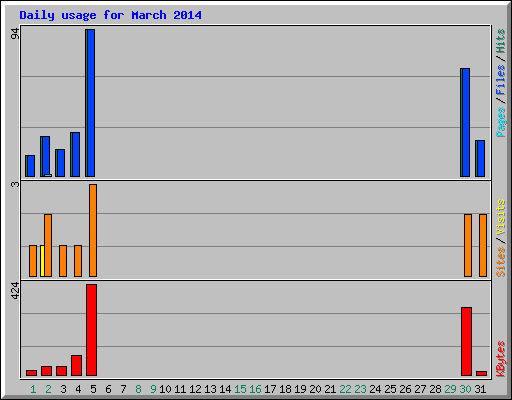 Daily usage for March 2014
94
Pages / Files / Hits
3
Sites / Visits
424
KBytes
1 2 3 4 5 6 7 8 9 10 11 12 13 14 15 16 17 18 19 20 21 22 23 24 25 26 27 28 29 30 31